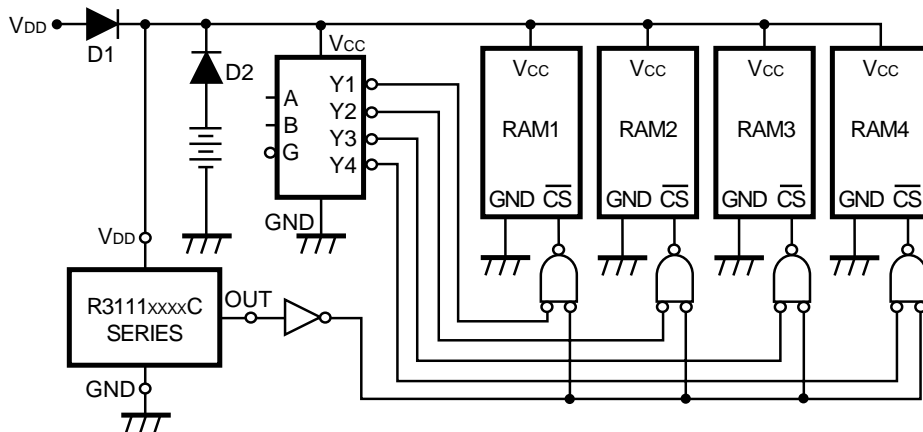 VDD
D1
D2
VCC
A
B
G
Y1
Y2
Y3
Y4
GND
VCC
RAM1
GND CS
VCC
RAM2
GND CS
VCC
RAM3
GND CS
VCC
RAM4
GND CS
VDD
R3111xxxxC
SERIES
OUT
GND